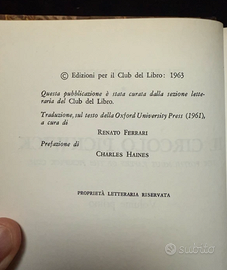 © Edizioni per il Club del Libro: 1963
Questa pubblicazione è stata curata dalla sezione lette-
raria del Club del Libro.
Traduzione, sul testo della Oxford University Press (1961),
a cura di
RENATO FERRARI
Prefazione di
CHARLES HAINES
PROPRIETÀ LETTERARIA RISERVATA
subito